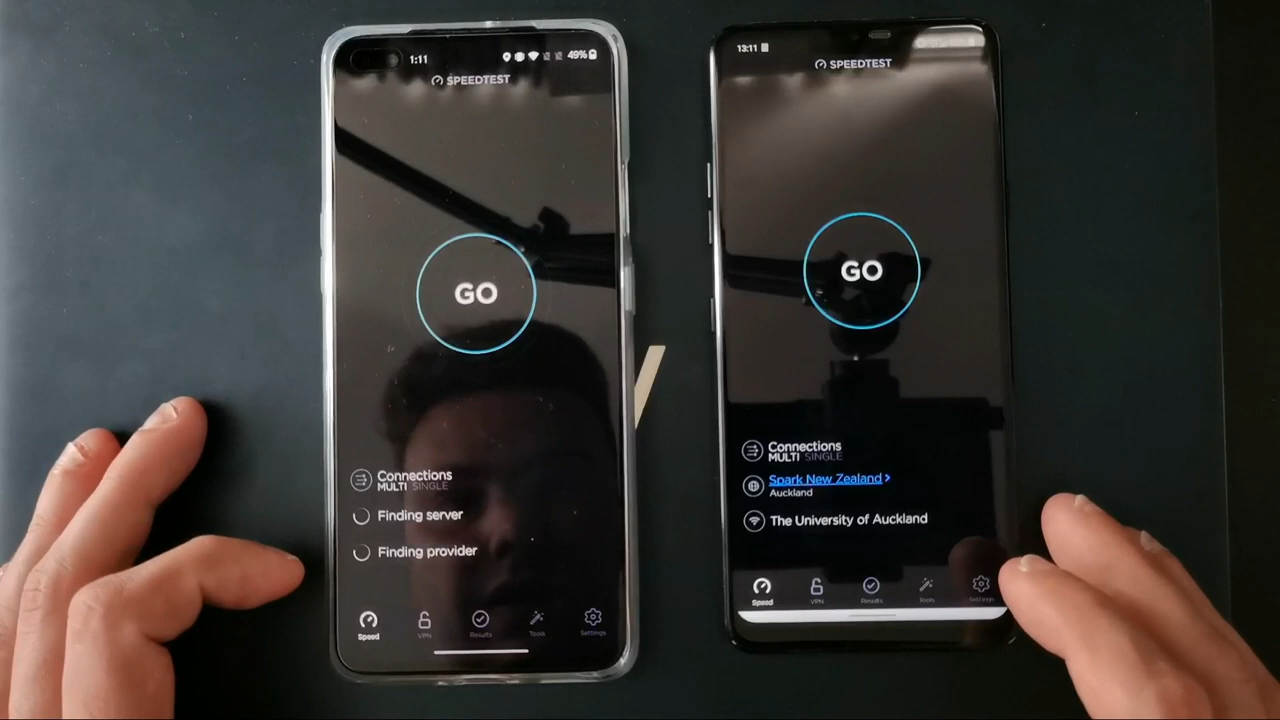 1:11
49%
SPEEDTEST
GO
Connections
MULTI SINGLE
Finding server
Finding provider
Speed
VPN
Results
Tools
Settings
13:11
SPEEDTEST
GO
Connections
MULTI SINGLE
Spark New Zealand >
Auckland
The University of Auckland
Speed
VPN
Results
Tools
Settings